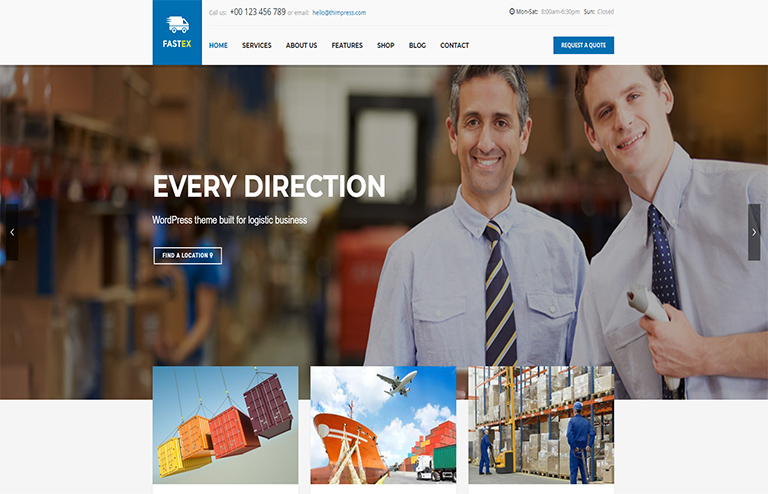 Call us: +00 123 456 789 or email: hello@thimpress.com
Mon-Sat: 8:00am-6:30pm Sun: Closed
FASTEX
HOME SERVICES ABOUT US FEATURES SHOP BLOG CONTACT
REQUEST A QUOTE
EVERY DIRECTION
WordPress theme built for logistic business
FIND A LOCATION